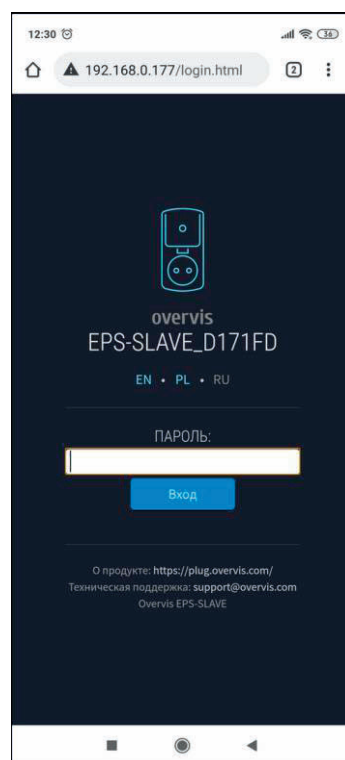 12:30
36
192.168.0.177/login.html
2
overvis
EPS-SLAVE_D171FD
EN • PL • RU
ПАРОЛЬ:
Вход
О продукте: https://plug.overvis.com/
Техническая поддержка: support@overvis.com
Overvis EPS-SLAVE